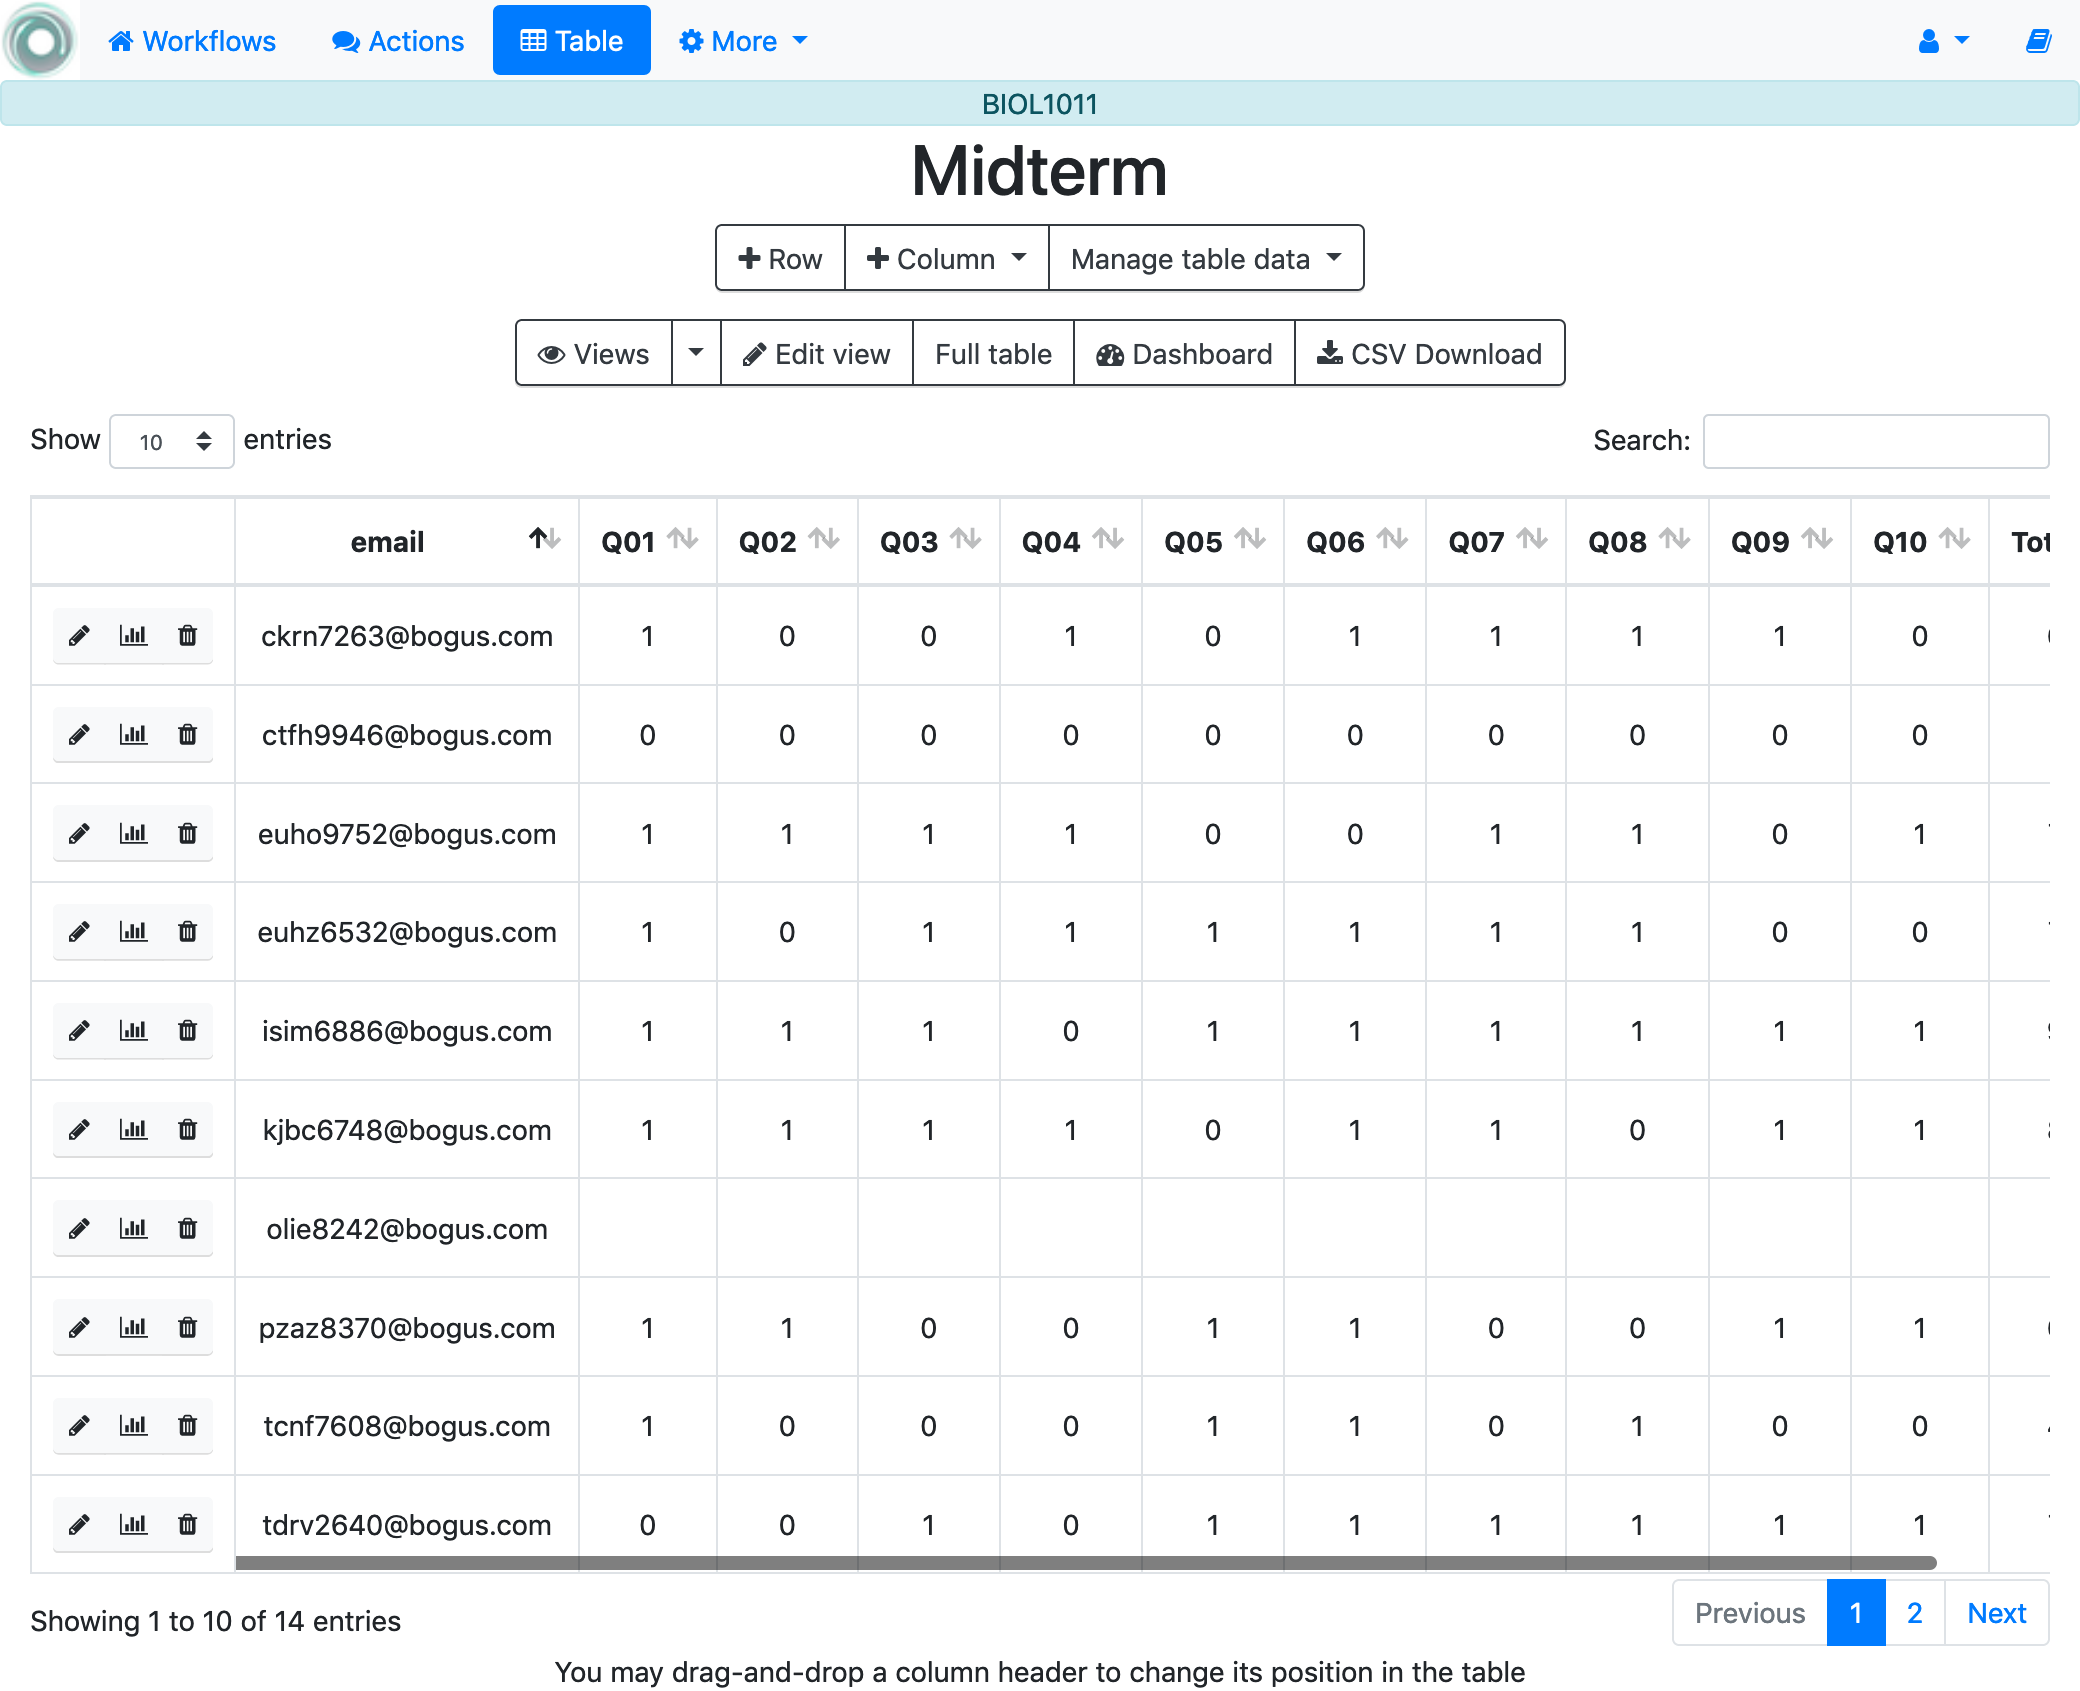 Workflows Actions Table More
BIOL1011
Midterm
Row Column Manage table data
Views Edit view Full table Dashboard CSV Download
Show 10 entries Search:
email Q01 Q02 Q03 Q04 Q05 Q06 Q07 Q08 Q09 Q10
ckrn7263@bogus.com 1 0 0 1 0 1 1 1 1 0
ctfh9946@bogus.com 0 0 0 0 0 0 0 0 0 0
euho9752@bogus.com 1 1 1 1 0 0 1 1 0 1
euhz6532@bogus.com 1 0 1 1 1 1 1 1 0 0
isim6886@bogus.com 1 1 1 0 1 1 1 1 1 1
kjbc6748@bogus.com 1 1 1 1 0 1 1 0 1 1
olie8242@bogus.com
pzaz8370@bogus.com 1 1 0 0 1 1 0 0 1 1
tcnf7608@bogus.com 1 0 0 0 1 1 0 1 0 0
tdrv2640@bogus.com 0 0 1 0 1 1 1 1 1 1
Showing 1 to 10 of 14 entries Previous 1 2 Next
You may drag-and-drop a column header to change its position in the table